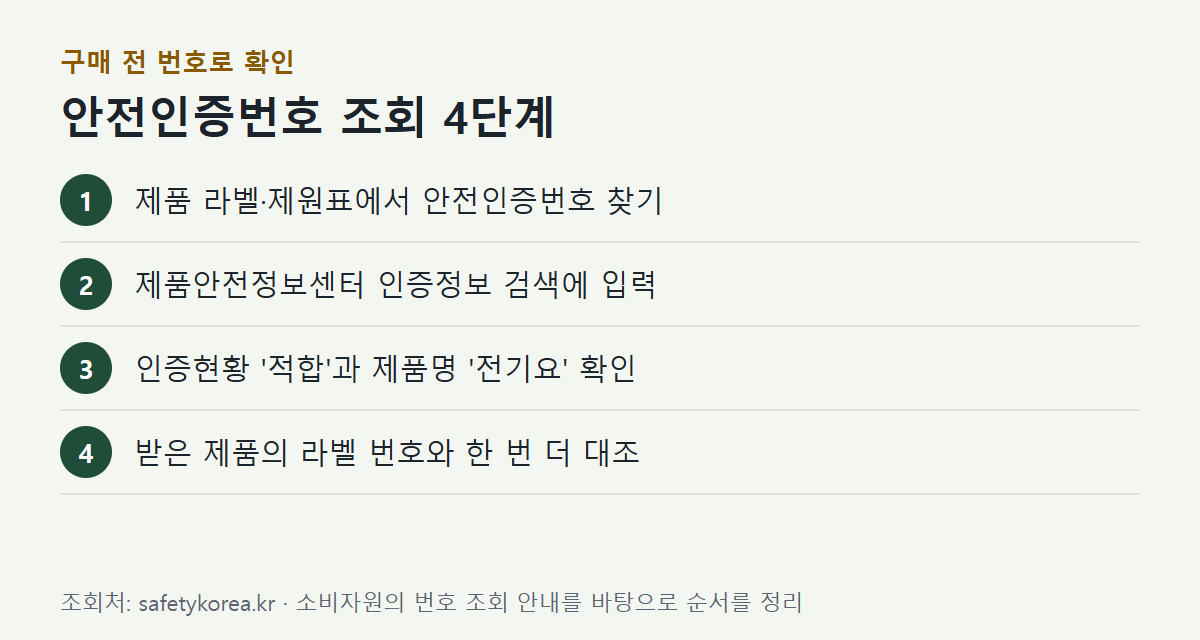 구매 전 번호로 확인
안전인증번호 조회 4단계
1 제품 라벨·제원표에서 안전인증번호 찾기
2 제품안전정보센터 인증정보 검색에 입력
3 인증현황 '적합'과 제품명 '전기요' 확인
4 받은 제품의 라벨 번호와 한 번 더 대조
조회처: safetykorea.kr · 소비자원의 번호 조회 안내를 바탕으로 순서를 정리